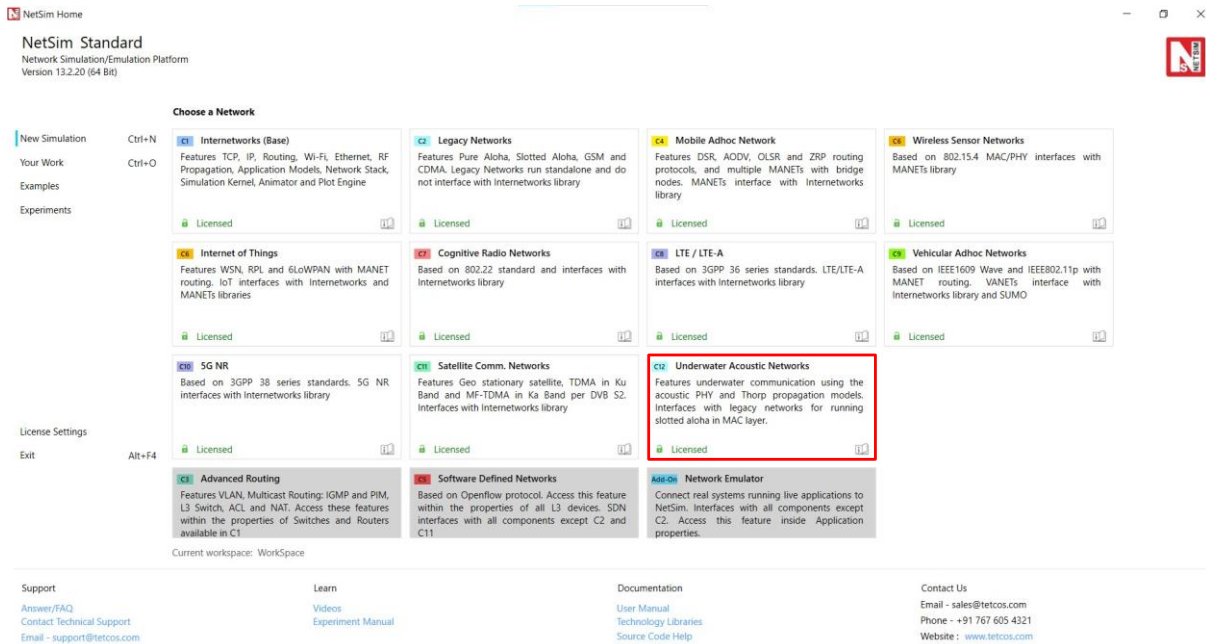 NetSim Home
NetSim Standard
Network Simulation/Emulation Platform
Version 13.2.20 (64 Bit)
NETSIM
Choose a Network
New Simulation Ctrl+N
Your Work Ctrl+O
Examples
Experiments
License Settings
Exit Alt+F4
C1 Internetworks (Base)
Features TCP, IP, Routing, Wi-Fi, Ethernet, RF
Propagation, Application Models, Network Stack,
Simulation Kernel, Animator and Plot Engine
Licensed
C2 Legacy Networks
Features Pure Aloha, Slotted Aloha, GSM and
CDMA. Legacy Networks run standalone and do
not interface with Internetworks library
Licensed
C4 Mobile Adhoc Network
Features DSR, AODV, OLSR and ZRP routing
protocols, and multiple MANETs with bridge
nodes. MANETs interface with Internetworks
library
Licensed
C6 Wireless Sensor Networks
Based on 802.15.4 MAC/PHY interfaces with
MANETs library
Licensed
C6 Internet of Things
Features WSN, RPL and 6LoWPAN with MANET
routing. IoT interfaces with Internetworks and
MANETs libraries
Licensed
C7 Cognitive Radio Networks
Based on 802.22 standard and interfaces with
Internetworks library
Licensed
C8 LTE / LTE-A
Based on 3GPP 36 series standards. LTE/LTE-A
interfaces with Internetworks library
Licensed
C9 Vehicular Adhoc Networks
Based on IEEE1609 Wave and IEEE802.11p with
MANET routing. VANETs interface with
Internetworks library and SUMO
Licensed
C10 5G NR
Based on 3GPP 38 series standards. 5G NR
interfaces with Internetworks library
Licensed
C11 Satellite Comm. Networks
Features Geo stationary satellite, TDMA in Ku
Band and MF-TDMA in Ka Band per DVB S2.
Interfaces with Internetworks library
Licensed
C12 Underwater Acoustic Networks
Features underwater communication using the
acoustic PHY and Thorp propagation models.
Interfaces with legacy networks for running
slotted aloha in MAC layer.
Licensed
C3 Advanced Routing
Features VLAN, Multicast Routing: IGMP and PIM,
L3 Switch, ACL and NAT. Access these features
within the properties of Switches and Routers
available in C1
C5 Software Defined Networks
Based on Openflow protocol. Access this feature
within the properties of all L3 devices. SDN
interfaces with all components except C2 and
C11
Add-On Network Emulator
Connect real systems running live applications to
NetSim. Interfaces with all components except
C2. Access this feature inside Application
properties.
Current workspace: WorkSpace
Support
Answer/FAQ
Contact Technical Support
Email - support@tetcos.com
Learn
Videos
Experiment Manual
Documentation
User Manual
Technology Libraries
Source Code Help
Contact Us
Email - sales@tetcos.com
Phone - +91 767 605 4321
Website : www.tetcos.com